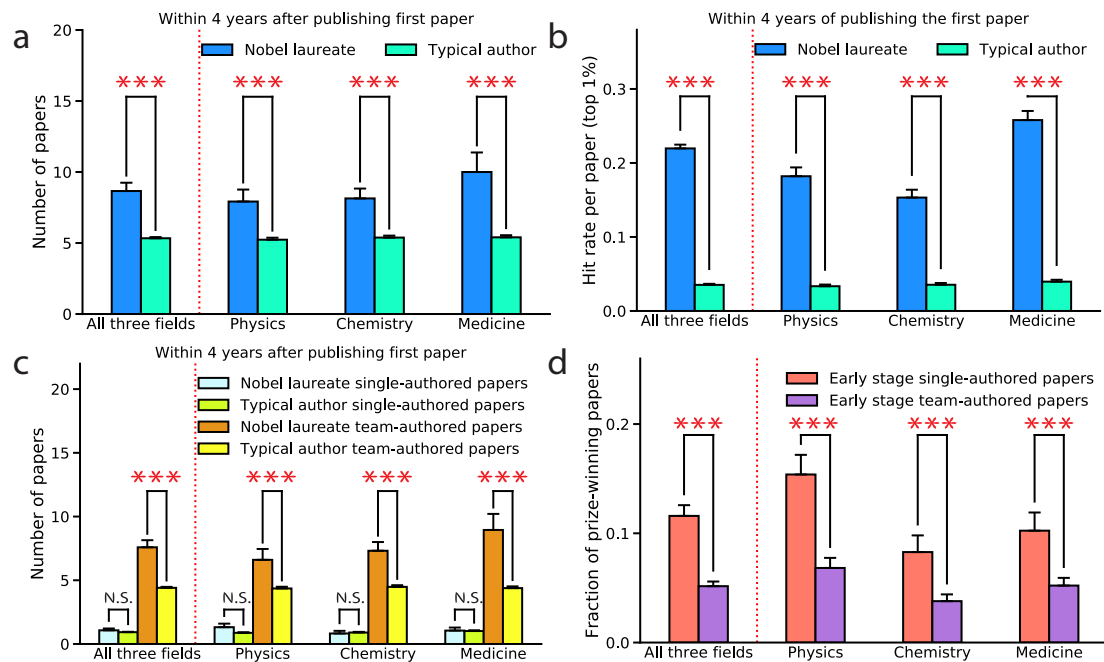 a
Within 4 years after publishing first paper
Nobel laureate
Typical author
Number of papers
20
15
10
5
0
***
***
***
***
All three fields
Physics
Chemistry
Medicine
b
Within 4 years of publishing the first paper
Nobel laureate
Typical author
Hit rate per paper (top 1%)
0.3
0.2
0.1
0.0
***
***
***
***
All three fields
Physics
Chemistry
Medicine
c
Within 4 years after publishing first paper
Nobel laureate single-authored papers
Typical author single-authored papers
Nobel laureate team-authored papers
Typical author team-authored papers
Number of papers
20
15
10
5
0
***
***
***
***
N.S.
N.S.
N.S.
N.S.
All three fields
Physics
Chemistry
Medicine
d
Early stage single-authored papers
Early stage team-authored papers
Fraction of prize-winning papers
0.2
0.1
0.0
***
***
***
***
All three fields
Physics
Chemistry
Medicine